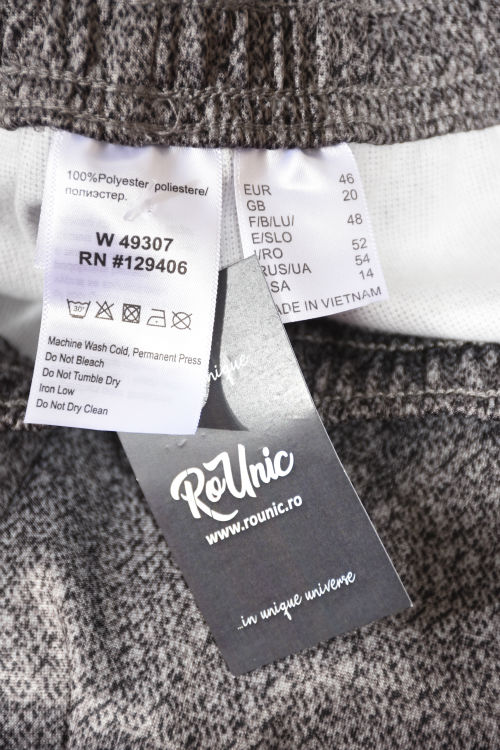 100%Polyester poliestere/
полиэстер.
W 49307
RN #129406
30°
Machine Wash Cold, Permanent Press
Do Not Bleach
Do Not Tumble Dry
Iron Low
Do Not Dry Clean
EUR 46
GB 20
F/B/LU/ 48
E/SLO
I/RO 52
RUS/UA 54
USA 14
MADE IN VIETNAM
unique
RoUnic
www.rounic.ro
...in unique universe